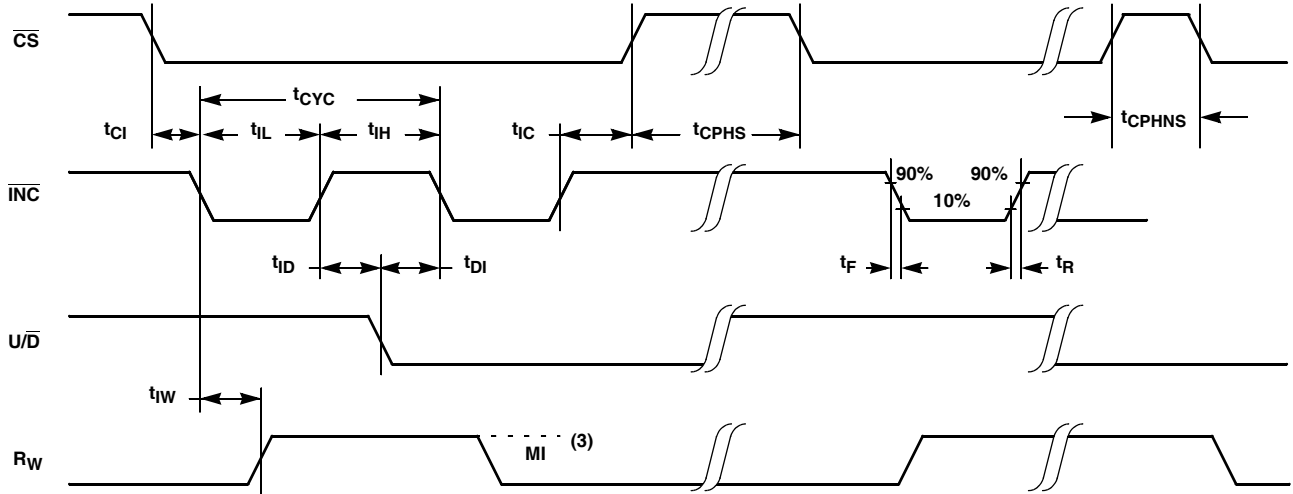 CS
tCYC
tCI tIL tIH tIC tCPHS tCPHNS
INC
90% 90%
10%
tID tDI tF tR
U/D
tIW
(3)
MI
RW